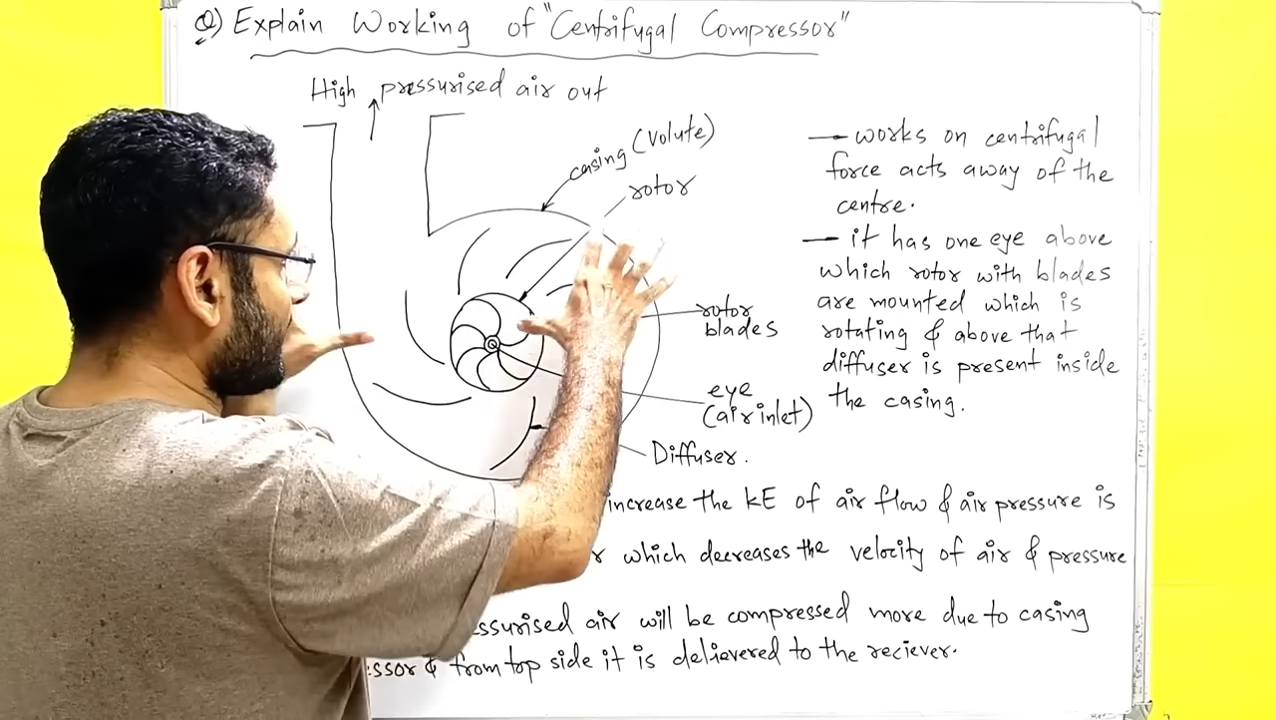 Q) Explain Working of "Centrifugal Compressor"
High pressurised air out
casing (volute)
rotor
rotor
blades
eye
(air inlet)
Diffuser.
— works on centrifugal
force acts away of the
centre.
— it has one eye above
which rotor with blades
are mounted which is
rotating & above that
diffuser is present inside
the casing.
increase the KE of air flow & air pressure is
which decreases the velocity of air & pressure
air will be compressed more due to casing
& from top side it is delievered to the reciever.